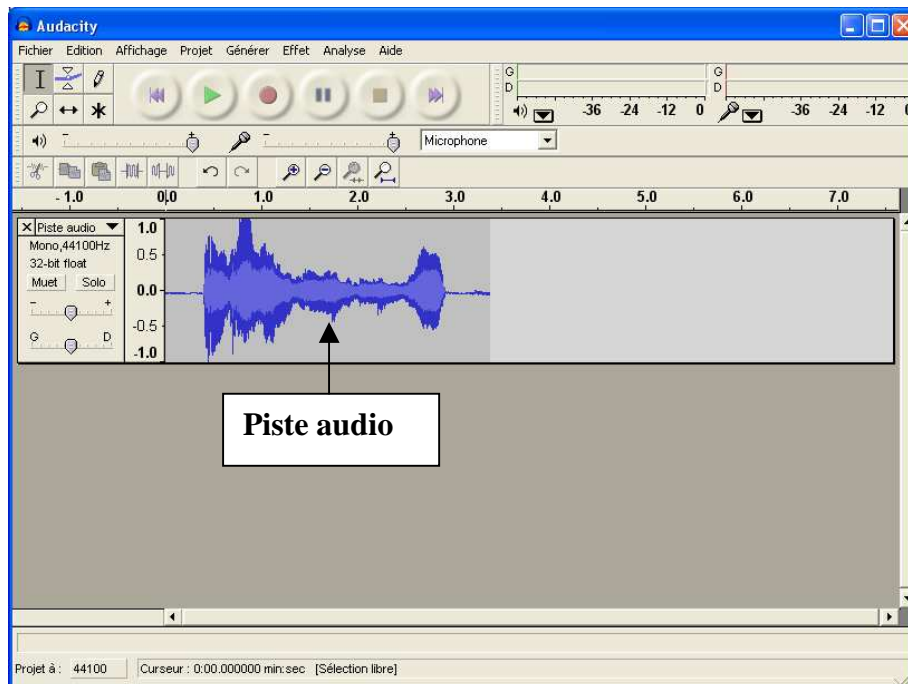 Audacity
Fichier Edition Affichage Projet Générer Effet Analyse Aide
G
D
-36 -24 -12 0
G
D
-36 -24 -12 0
Microphone
- 1.0 0,0 1.0 2.0 3.0 4.0 5.0 6.0 7.0
Piste audio
Mono,44100Hz
32-bit float
Muet Solo
- +
G D
1.0
0.5
0.0
-0.5
-1.0
Piste audio
Projet à : 44100 Curseur : 0:00.000000 min:sec [Sélection libre]